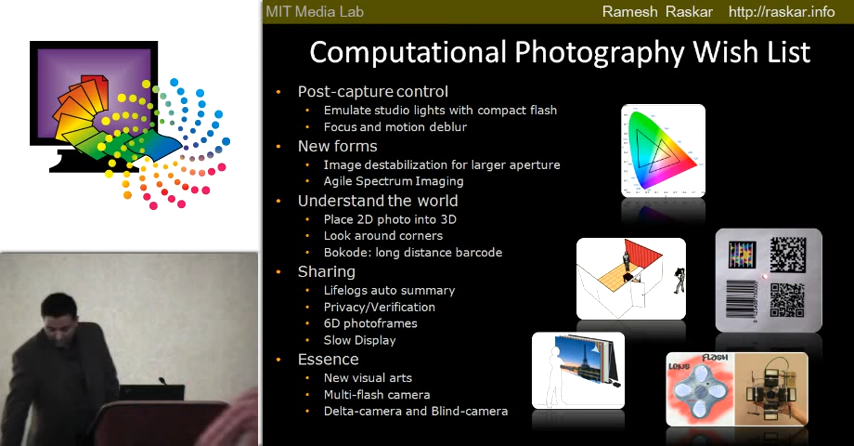 MIT Media Lab
Ramesh Raskar http://raskar.info
Computational Photography Wish List
• Post-capture control
• Emulate studio lights with compact flash
• Focus and motion deblur
• New forms
• Image destabilization for larger aperture
• Agile Spectrum Imaging
• Understand the world
• Place 2D photo into 3D
• Look around corners
• Bokode: long distance barcode
• Sharing
• Lifelogs auto summary
• Privacy/Verification
• 6D photoframes
• Slow Display
• Essence
• New visual arts
• Multi-flash camera
• Delta-camera and Blind-camera
LENS FLASH